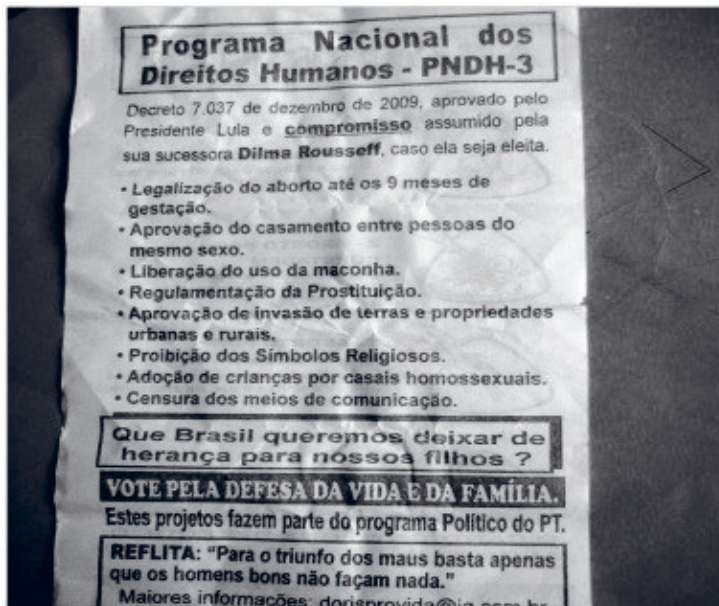 Programa Nacional dos
Direitos Humanos - PNDH-3
Decreto 7.037 de dezembro de 2009, aprovado pelo
Presidente Lula e compromisso assumido pela
sua sucessora Dilma Rousseff, caso ela seja eleita.
• Legalização do aborto até os 9 meses de
gestação.
• Aprovação do casamento entre pessoas do
mesmo sexo.
• Liberação do uso da maconha.
• Regulamentação da Prostituição.
• Aprovação de invasão de terras e propriedades
urbanas e rurais.
• Proibição dos Símbolos Religiosos.
• Adoção de crianças por casais homossexuais.
• Censura dos meios de comunicação.
Que Brasil queremos deixar de
herança para nossos filhos ?
VOTE PELA DEFESA DA VIDA E DA FAMÍLIA.
Estes projetos fazem parte do programa Político do PT.
REFLITA: “Para o triunfo dos maus basta apenas
que os homens bons não façam nada.”
Maiores informações: dorisprovida@ig.com.br